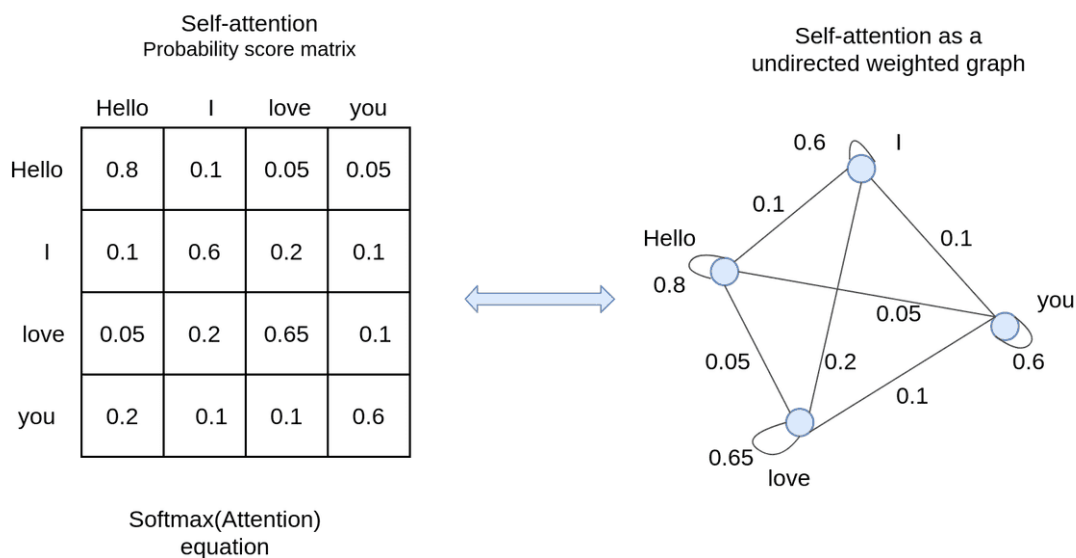 Self-attention
Probability score matrix
Hello I love you
Hello 0.8 0.1 0.05 0.05
I 0.1 0.6 0.2 0.1
love 0.05 0.2 0.65 0.1
you 0.2 0.1 0.1 0.6
Softmax(Attention)
equation
Self-attention as a
undirected weighted graph
0.6 I
0.1
Hello
0.1
0.8
you
0.05
0.05
0.2
0.6
0.1
0.65
love